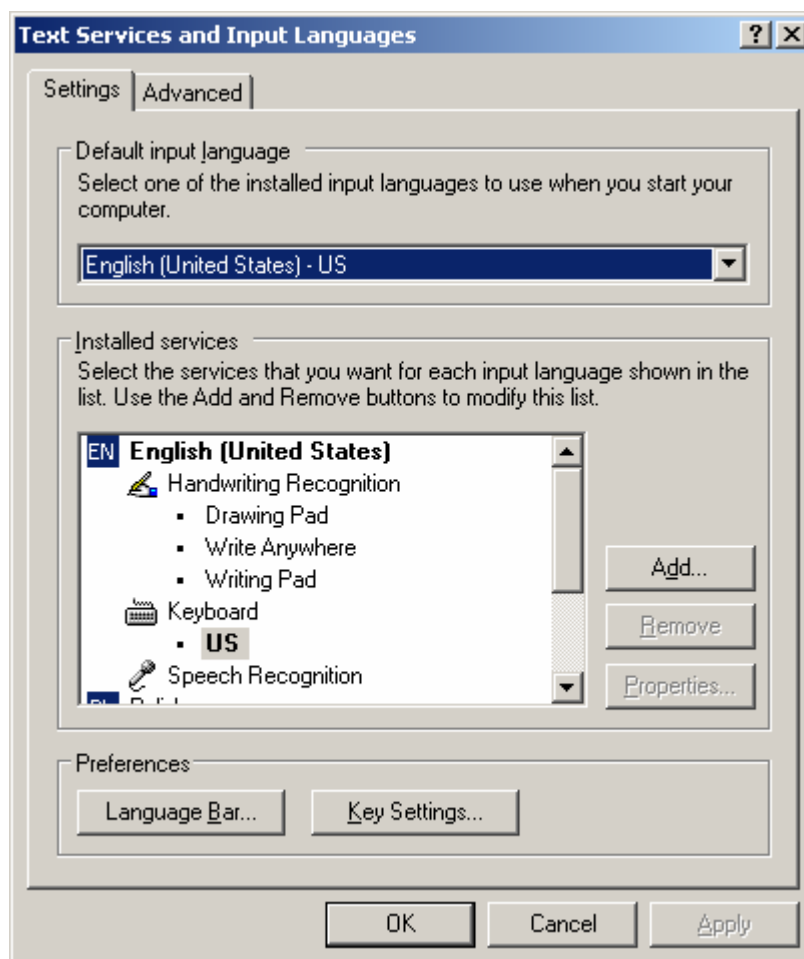 Text Services and Input Languages
Settings
Advanced
Default input language
Select one of the installed input languages to use when you start your
computer.
English (United States) - US
Installed services
Select the services that you want for each input language shown in the
list. Use the Add and Remove buttons to modify this list.
EN English (United States)
Handwriting Recognition
Drawing Pad
Write Anywhere
Writing Pad
Keyboard
US
Speech Recognition
Add...
Remove
Properties...
Preferences
Language Bar...
Key Settings...
OK
Cancel
Apply